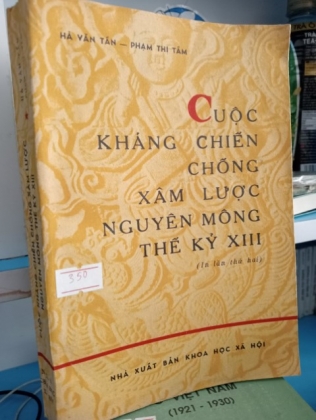 HÀ VĂN TẤN — PHẠM THỊ TÂM
CUỘC
KHÁNG CHIẾN
CHỐNG
XÂM LƯỢC
NGUYÊN MÔNG
THẾ KỶ XIII
(In lần thứ hai)
550
NHÀ XUẤT BẢN KHOA HỌC XÃ HỘI
VIỆT NAM
(1921 - 1930)